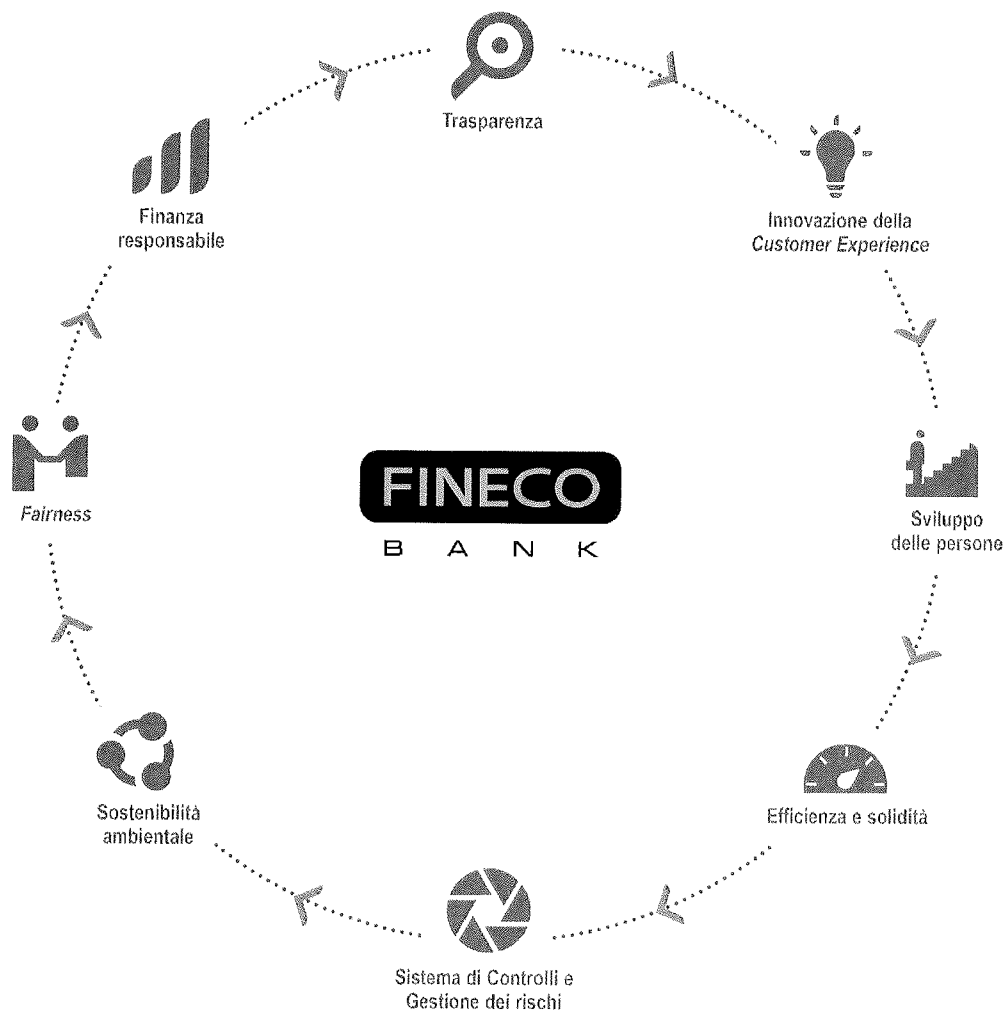 Trasparenza
Innovazione della
Customer Experience
Sviluppo
delle persone
Efficienza e solidità
Sistema di Controlli e
Gestione dei rischi
Sostenibilità
ambientale
Fairness
Finanza
responsabile
FINECO
BANK